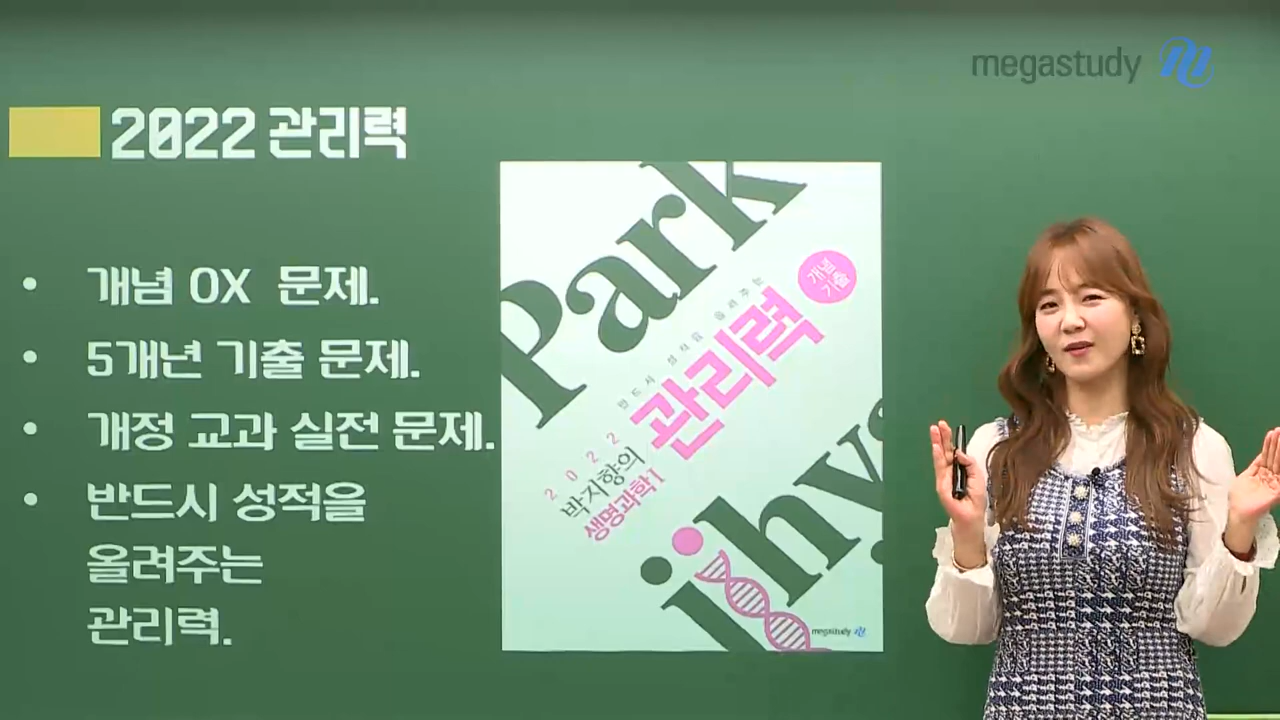 megastudy
2022 관리력
• 개념 OX 문제.
• 5개년 기출 문제.
• 개정 교과 실전 문제.
• 반드시 성적을
올려주는
관리력.
Park
개념
기출
반드시 성적을 올려주는
관리력
2022
박지향의
생명과학I
jhy
megastudy